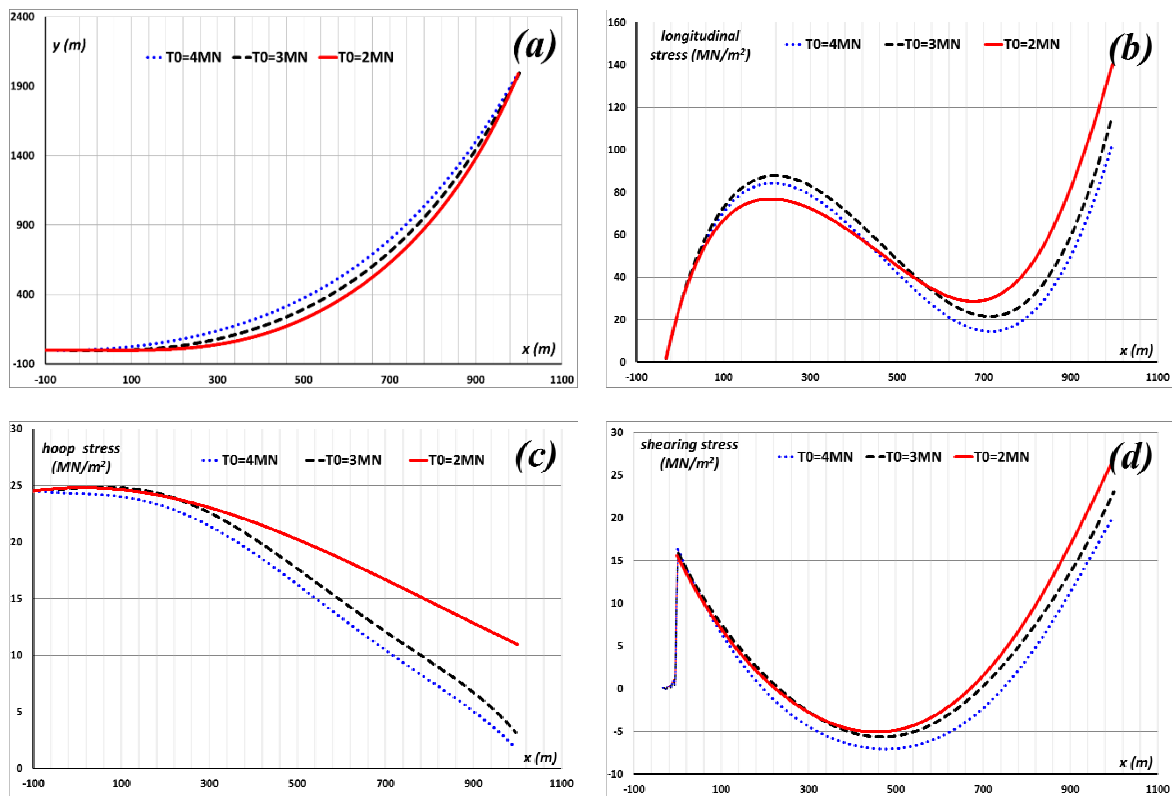 2400
y (m)
(a)
T0=4MN T0=3MN T0=2MN
1900
1400
900
400
x (m)
-100
-100 100 300 500 700 900 1100
160
longitudinal
stress (MN/m²)
(b)
T0=4MN T0=3MN T0=2MN
140
120
100
80
60
40
20
x (m)
0
-100 100 300 500 700 900 1100
30
hoop stress
(MN/m²)
(c)
T0=4MN T0=3MN T0=2MN
25
20
15
10
5
x (m)
0
-100 100 300 500 700 900 1100
30
shearing stress
(MN/m²)
(d)
T0=4MN T0=3MN T0=2MN
25
20
15
10
5
0
-5
x (m)
-10
-100 100 300 500 700 900 1100